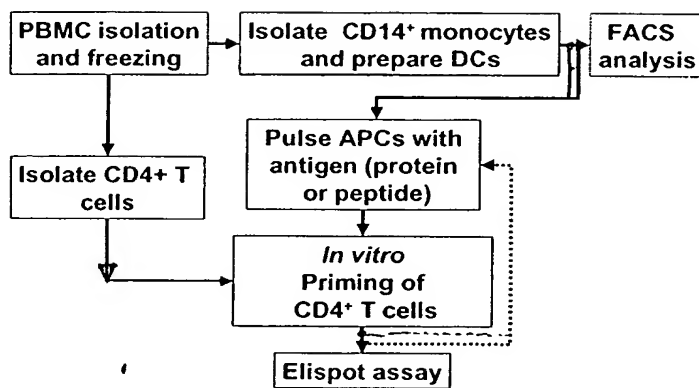 PBMC isolation
and freezing
Isolate CD14⁺ monocytes
and prepare DCs
FACS
analysis
Pulse APCs with
antigen (protein
or peptide)
Isolate CD4+ T
cells
In vitro
Priming of
CD4⁺ T cells
Elispot assay